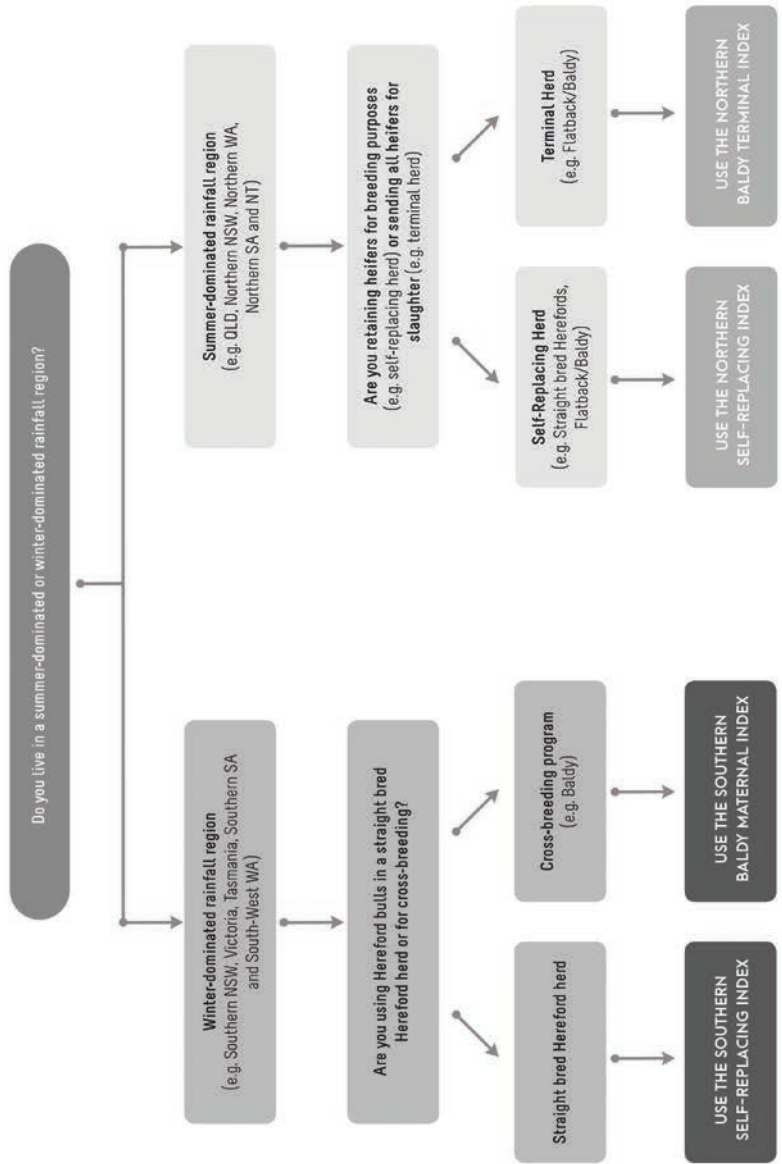 Do you live in a summer-dominated or winter-dominated rainfall region?
Winter-dominated rainfall region
(e.g. Southern NSW, Victoria, Tasmania, Southern SA
and South-West WA)
Summer-dominated rainfall region
(e.g. QLD, Northern NSW, Northern WA,
Northern SA and NT)
Are you using Hereford bulls in a straight bred
Hereford herd or for cross-breeding?
Are you retaining heifers for breeding purposes
(e.g. self-replacing herd) or sending all heifers for
slaughter (e.g. terminal herd)
Straight bred Hereford herd
Cross-breeding program
(e.g. Baldy)
Self-Replacing Herd
(e.g. Straight bred Herefords,
Flatback/Baldy)
Terminal Herd
(e.g. Flatback/Baldy)
USE THE SOUTHERN
SELF-REPLACING INDEX
USE THE SOUTHERN
BALDY MATERNAL INDEX
USE THE NORTHERN
SELF-REPLACING INDEX
USE THE NORTHERN
BALDY TERMINAL INDEX